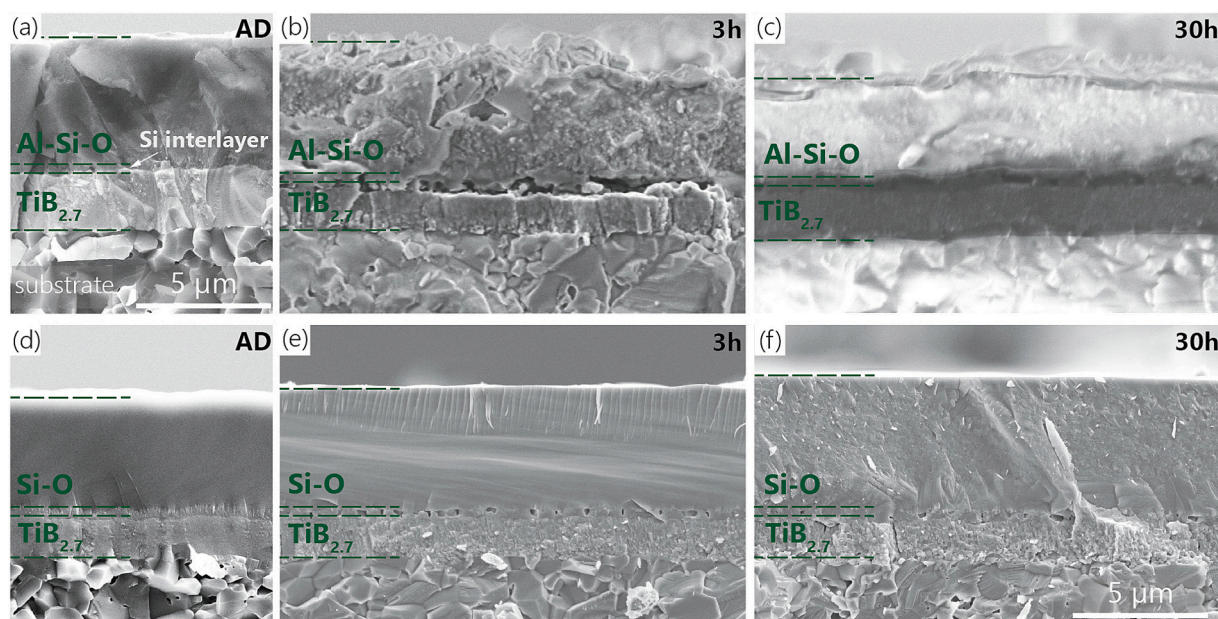 (a) AD
Al-Si-O
Si interlayer
TiB2.7
substrate
5 µm
(b) 3h
Al-Si-O
TiB2.7
(c) 30h
Al-Si-O
TiB2.7
(d) AD
Si-O
TiB2.7
(e) 3h
Si-O
TiB2.7
(f) 30h
Si-O
TiB2.7
5 µm